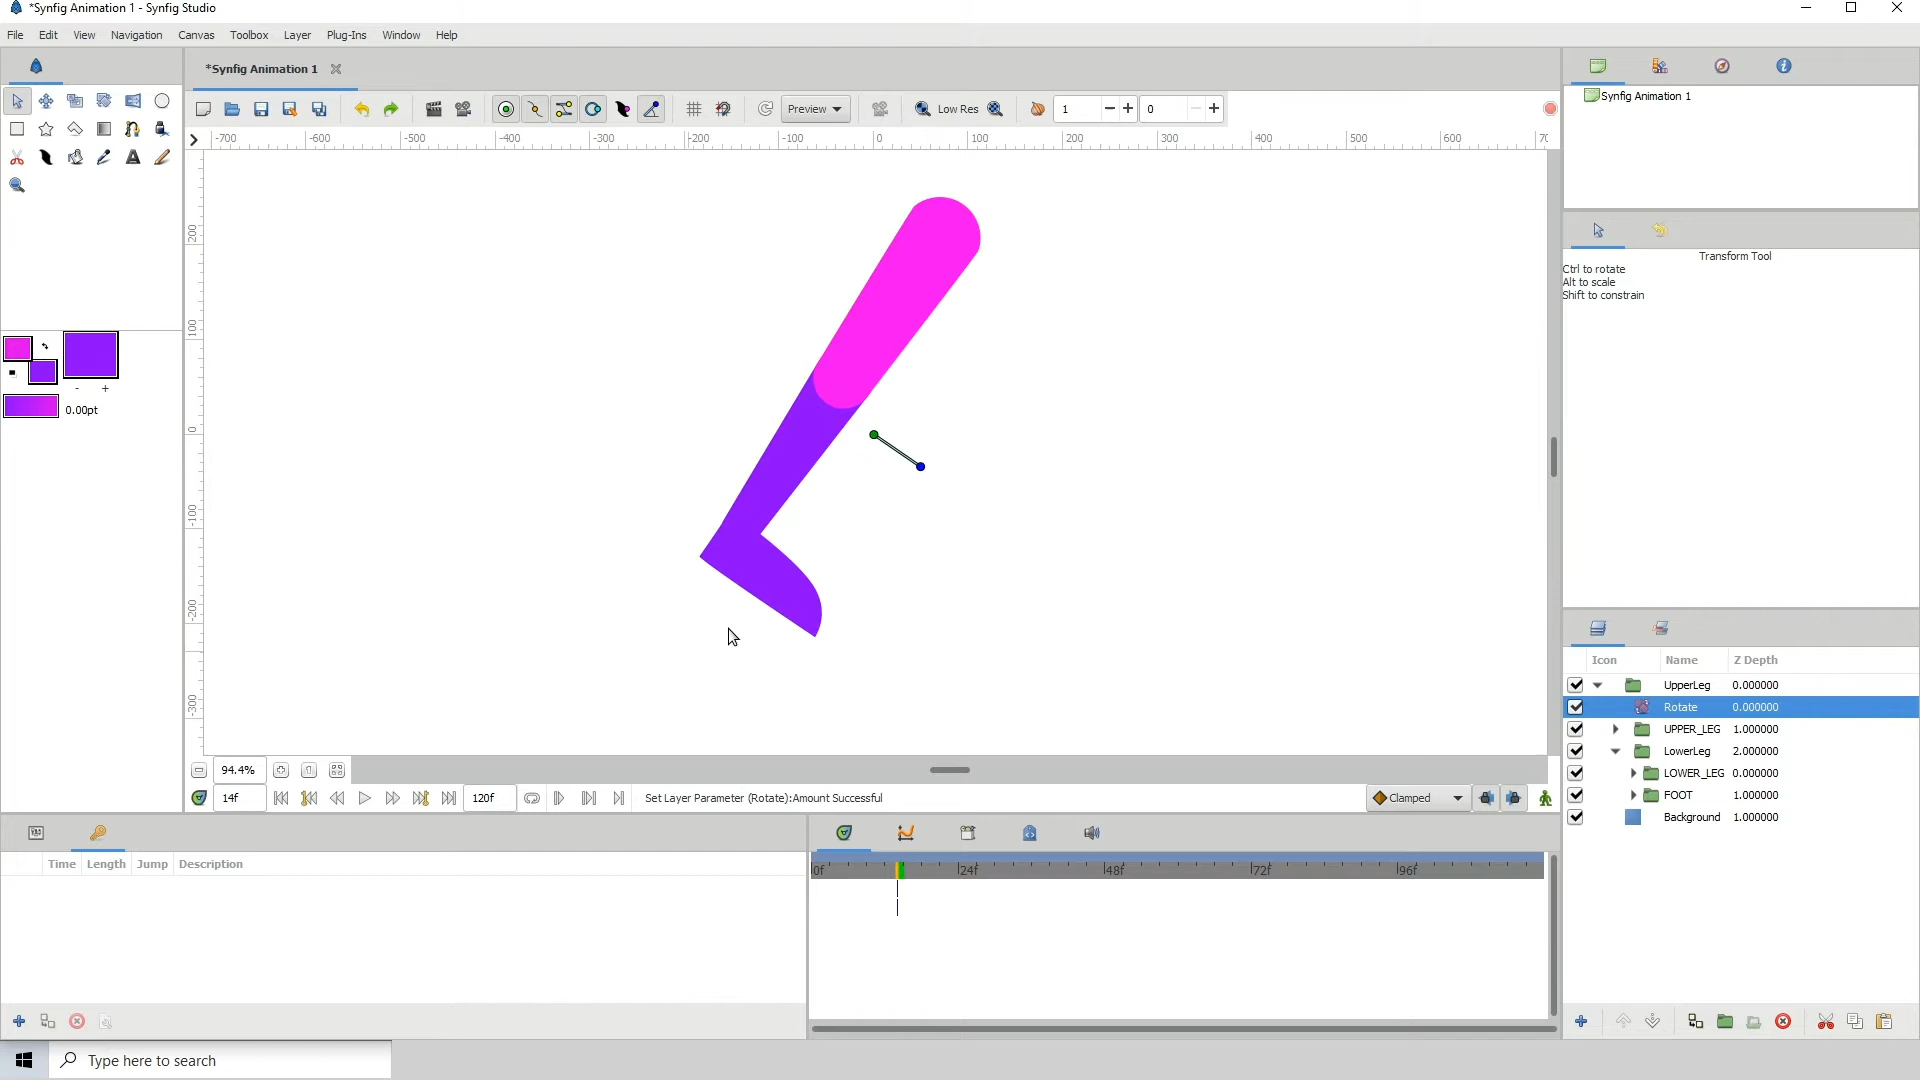 *Synfig Animation 1 - Synfig Studio
File Edit View Navigation Canvas Toolbox Layer Plug-Ins Window Help
*Synfig Animation 1
Preview Low Res 1 0
-700 -600 -500 -400 -300 -200 -100 0 100 200 300 400 500 600
200
100
0
-100
-200
-300
0.00pt
Synfig Animation 1
Transform Tool
Ctrl to rotate
Alt to scale
Shift to constrain
Icon Name Z Depth
UpperLeg 0.000000
Rotate 0.000000
UPPER_LEG 1.000000
LowerLeg 2.000000
LOWER_LEG 0.000000
FOOT 1.000000
Background 1.000000
94.4%
14f 120f Set Layer Parameter (Rotate):Amount Successful Clamped
Time Length Jump Description
0f 24f 48f 72f 96f
Type here to search